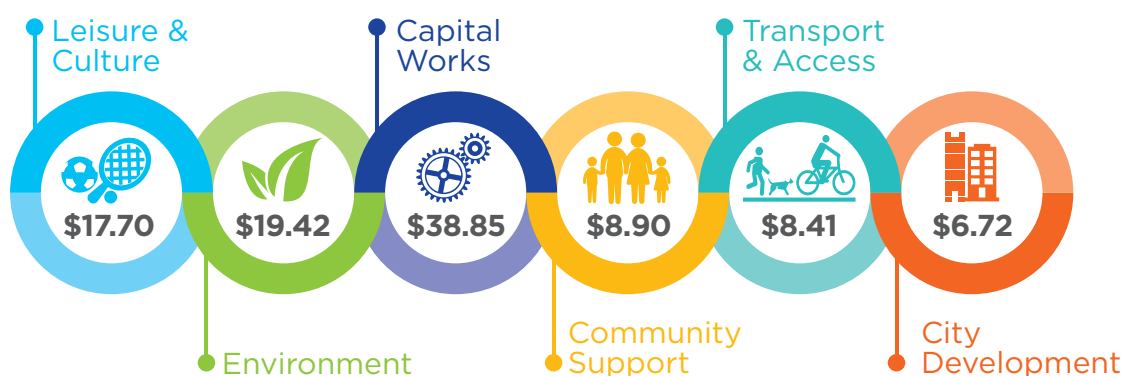 Leisure &
Culture
Capital
Works
Transport
& Access
$17.70
$19.42
$38.85
$8.90
$8.41
$6.72
Environment
Community
Support
City
Development